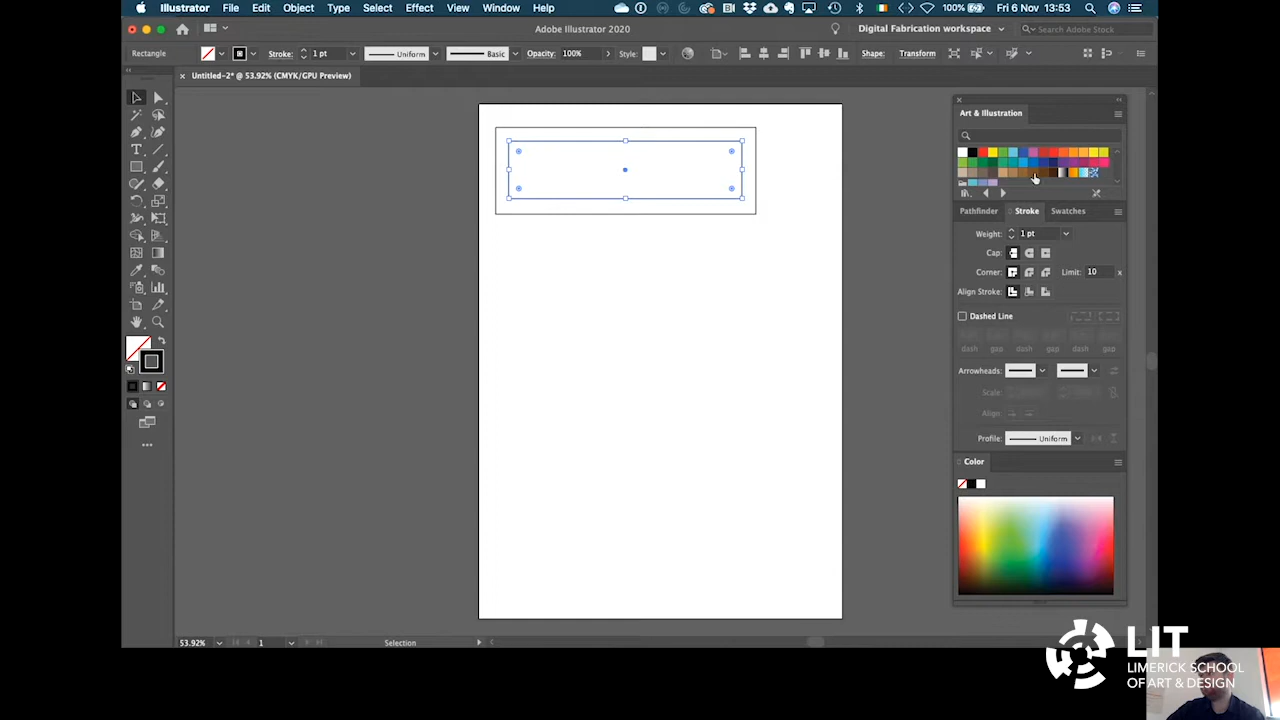 Illustrator File Edit Object Type Select Effect View Window Help 100% Fri 6 Nov 13:53
Adobe Illustrator 2020 Digital Fabrication workspace Search Adobe Stock
Rectangle Stroke: 1 pt Uniform Basic Opacity: 100% Style: Shape: Transform
Untitled-2* @ 53.92% (CMYK/GPU Preview)
Art & Illustration
Pathfinder Stroke Swatches
Weight: 1 pt
Cap:
Corner: Limit: 10 x
Align Stroke:
Dashed Line
dash gap dash gap dash gap
Arrowheads:
Scale:
Align:
Profile: Uniform
Color
53.92% 1 Selection
LIT
LIMERICK SCHOOL
OF ART & DESIGN